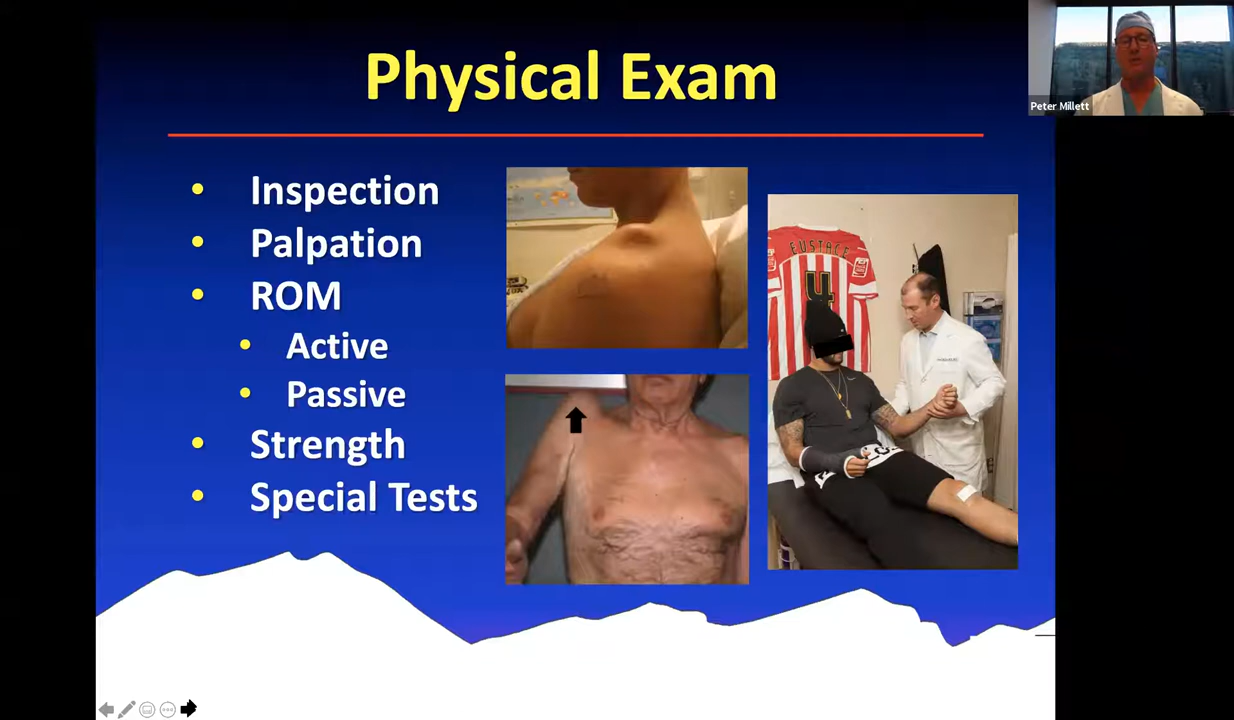 Physical Exam
Peter Millett
• Inspection
• Palpation
• ROM
• Active
• Passive
• Strength
• Special Tests
EUSTACE
4